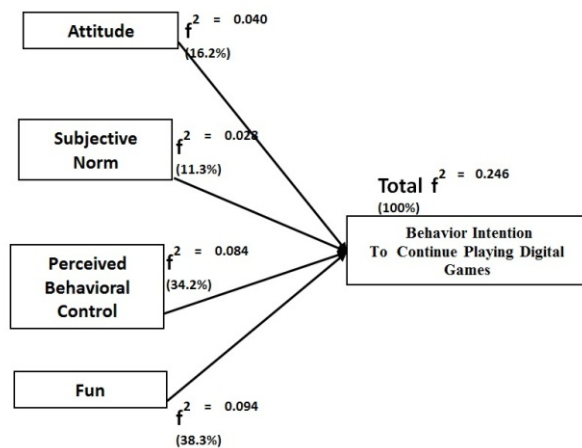 Attitude
f² = 0.040
(16.2%)
Subjective
Norm
f² = 0.028
(11.3%)
Total f² = 0.246
(100%)
Behavior Intention
To Continue Playing Digital
Games
Perceived
Behavioral
Control
f² = 0.084
(34.2%)
Fun
f² = 0.094
(38.3%)